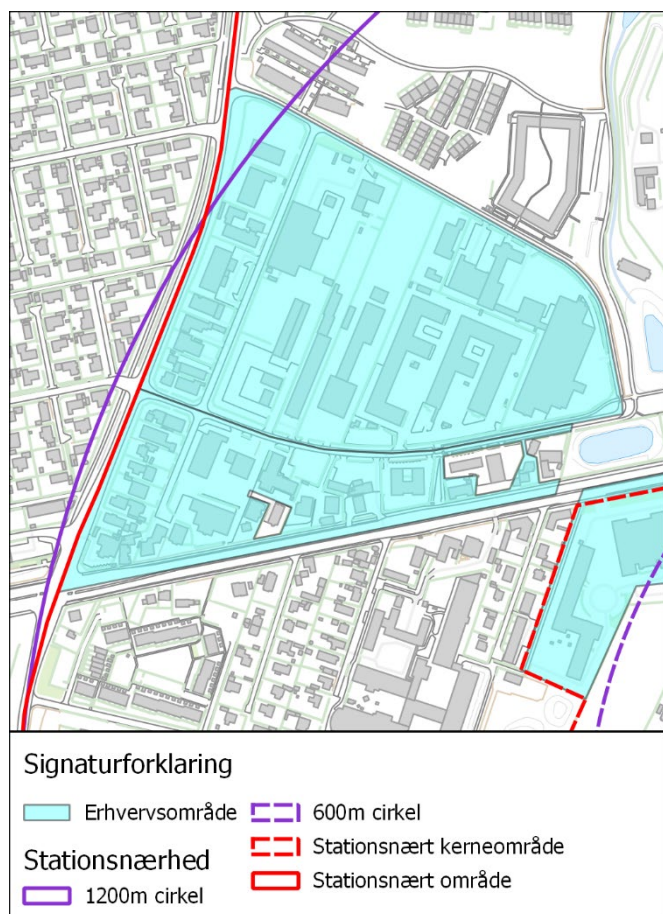 Signaturforklaring
Erhvervsområde
Stationsnærhed
1200m cirkel
600m cirkel
Stationsnært kerneområde
Stationsnært område